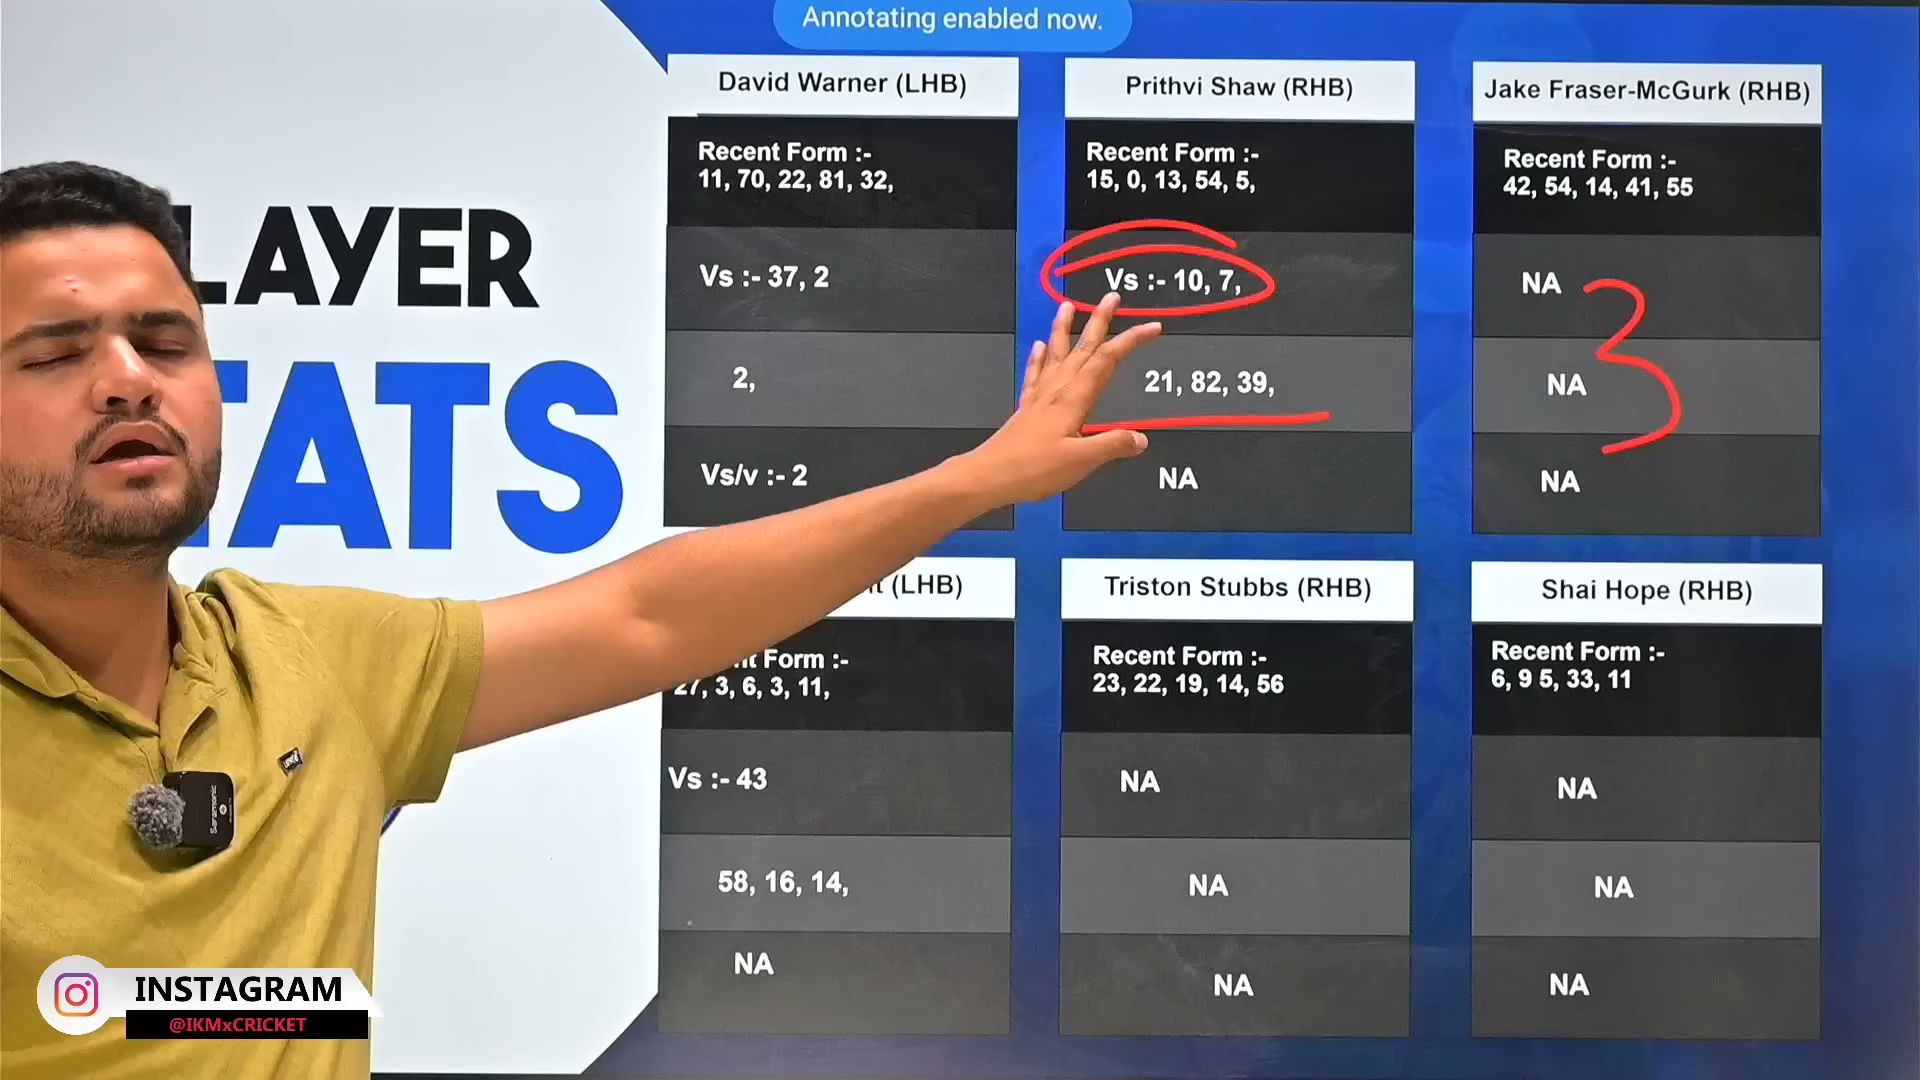 Annotating enabled now.
LAYER
TATS
David Warner (LHB)
Recent Form :-
11, 70, 22, 81, 32,
Vs :- 37, 2
2,
Vs/v :- 2
Prithvi Shaw (RHB)
Recent Form :-
15, 0, 13, 54, 5,
Vs :- 10, 7,
21, 82, 39,
NA
Jake Fraser-McGurk (RHB)
Recent Form :-
42, 54, 14, 41, 55
NA
NA
NA
3
(LHB)
Form :-
27, 3, 6, 3, 11,
Vs :- 43
58, 16, 14,
NA
Triston Stubbs (RHB)
Recent Form :-
23, 22, 19, 14, 56
NA
NA
NA
Shai Hope (RHB)
Recent Form :-
6, 9 5, 33, 11
NA
NA
NA
Saramonic
INSTAGRAM
@IKMxCRICKET